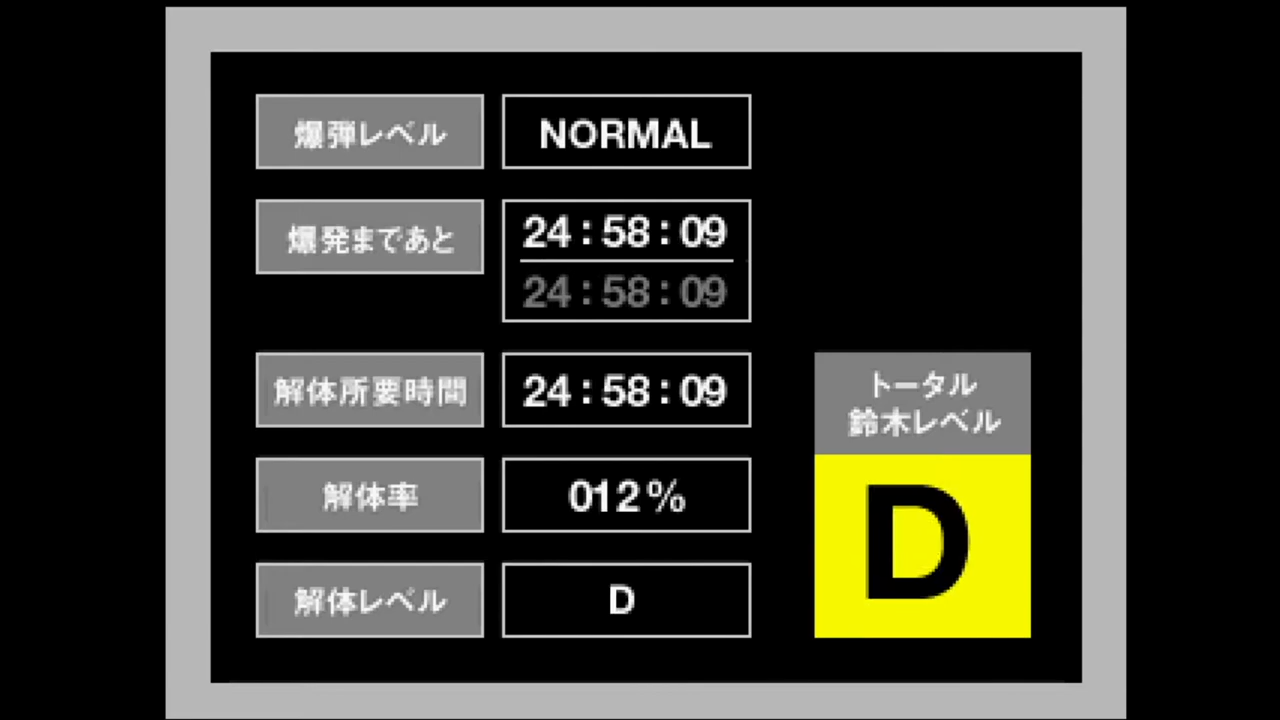 爆弾レベル
NORMAL
爆発まであと
24:58:09
24:58:09
解体所要時間
24:58:09
解体率
012%
解体レベル
D
トータル
鈴木レベル
D